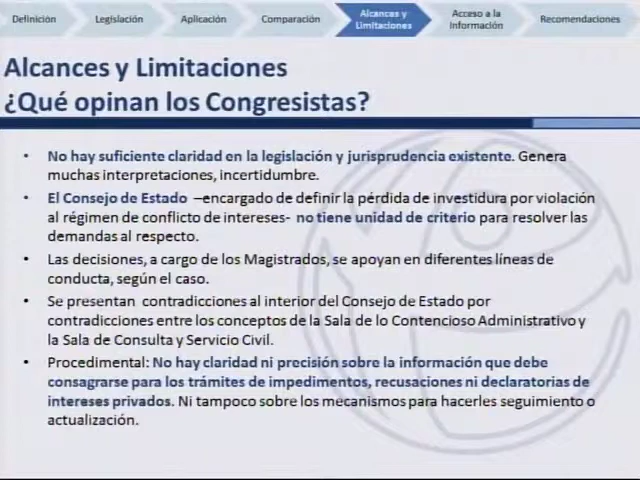 Definición
Legislación
Aplicación
Comparación
Alcances y
Limitaciones
Acceso a la
Información
Recomendaciones
Alcances y Limitaciones
¿Qué opinan los Congresistas?
• No hay suficiente claridad en la legislación y jurisprudencia existente. Genera
muchas interpretaciones, incertidumbre.
• El Consejo de Estado –encargado de definir la pérdida de investidura por violación
al régimen de conflicto de intereses- no tiene unidad de criterio para resolver las
demandas al respecto.
• Las decisiones, a cargo de los Magistrados, se apoyan en diferentes líneas de
conducta, según el caso.
• Se presentan contradicciones al interior del Consejo de Estado por
contradicciones entre los conceptos de la Sala de lo Contencioso Administrativo y
la Sala de Consulta y Servicio Civil.
• Procedimental: No hay claridad ni precisión sobre la información que debe
consagrarse para los trámites de impedimentos, recusaciones ni declaratorias de
intereses privados. Ni tampoco sobre los mecanismos para hacerles seguimiento o
actualización.